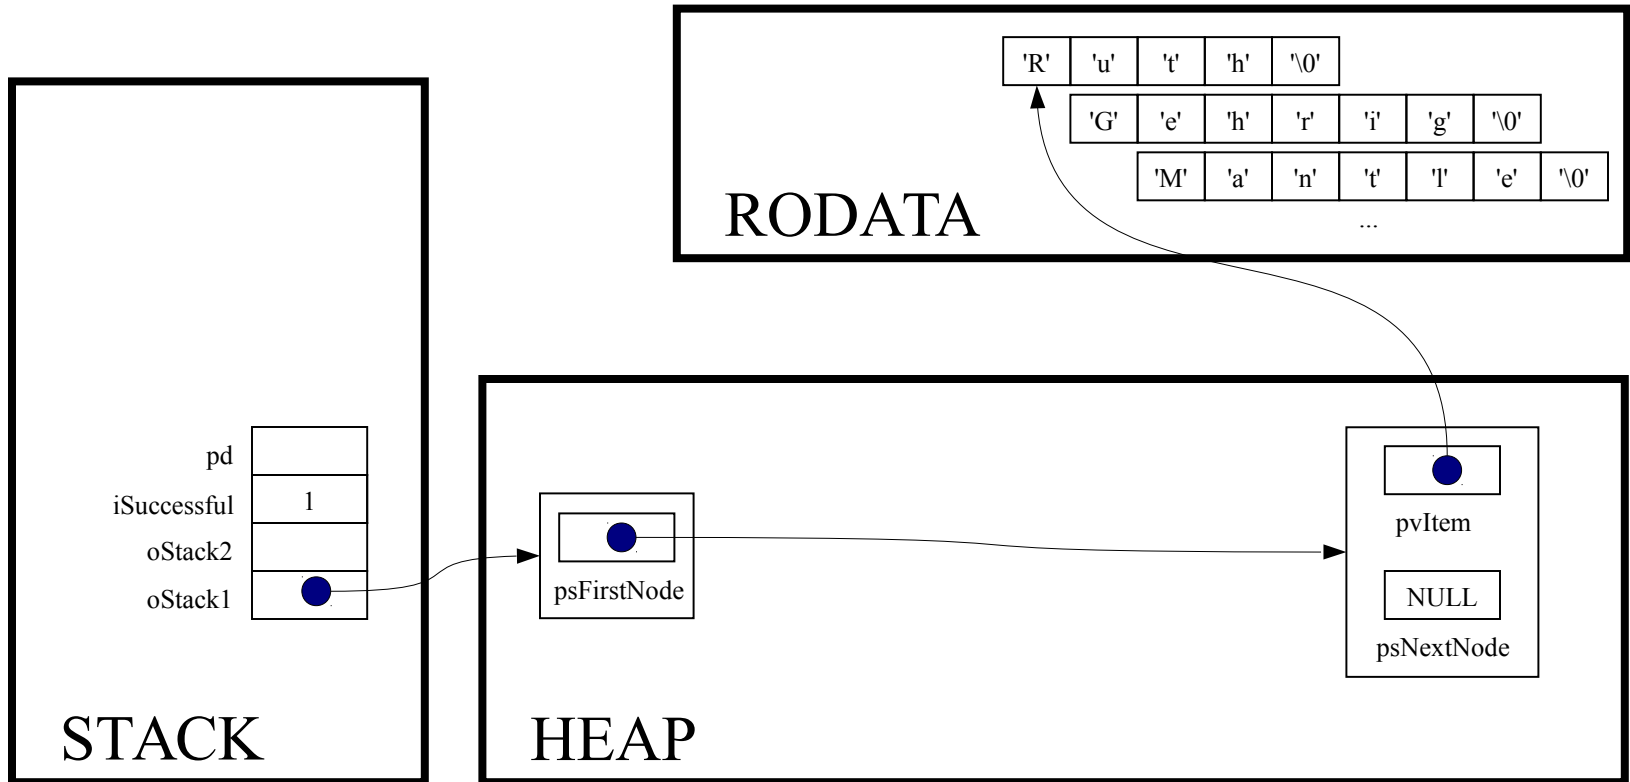 'R' 'u' 't' 'h' '\0'
'G' 'e' 'h' 'r' 'i' 'g' '\0'
'M' 'a' 'n' 't' 'l' 'e' '\0'
...
RODATA
pd
iSuccessful 1
oStack2
oStack1
STACK
psFirstNode
pvItem
NULL
psNextNode
HEAP